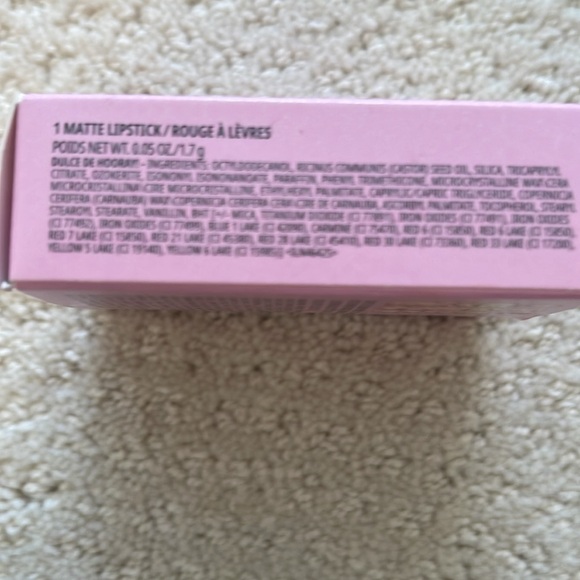 1 MATTE LIPSTICK / ROUGE À LÈVRES
POIDS NET WT. 0.05 OZ./1.7 g
DULCE DE HOORAY! - INGREDIENTS: OCTYLDODECANOL, RICINUS COMMUNIS (CASTOR) SEED OIL, SILICA, TRICAPRYLYL
CITRATE, OZOKERITE, ISONONYL ISONONANOATE, PARAFFIN, PHENYL TRIMETHICONE, MICROCRYSTALLINE WAX\CERA
MICROCRISTALLINA\CIRE MICROCRISTALLINE, ETHYLHEXYL PALMITATE, CAPRYLIC/CAPRIC TRIGLYCERIDE, COPERNICIA
CERIFERA (CARNAUBA) WAX\COPERNICIA CERIFERA CERA\CIRE DE CARNAUBA, ASCORBYL PALMITATE, TOCOPHEROL, STEAROYL
STEARATE, VANILLIN, BHT [+/- MICA, TITANIUM DIOXIDE (CI 77891), IRON OXIDES (CI 77491), IRON OXIDES
(CI 77492), IRON OXIDES (CI 77499), BLUE 1 LAKE (CI 42090), CARMINE (CI 75470), RED 6 (CI 15850), RED 6 LAKE (CI 15850),
RED 7 LAKE (CI 15850), RED 21 LAKE (CI 45380), RED 28 LAKE (CI 45410), RED 30 LAKE (CI 73360), RED 33 LAKE (CI 17200),
YELLOW 5 LAKE (CI 19140), YELLOW 6 LAKE (CI 15985)]